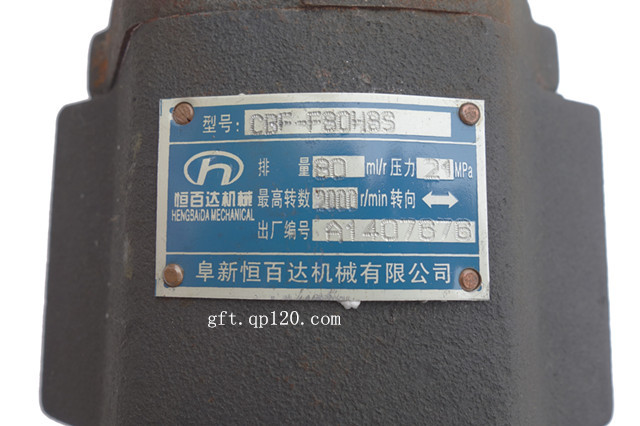 型号: CBF-F80H8S
排 量 80 ml/r 压力 21 MPa
最高转数 2000 r/min 转向
恒百达机械
HENGBAIDA MECHANICAL
出厂编号 A1407676
阜新恒百达机械有限公司
gft.qp120.com